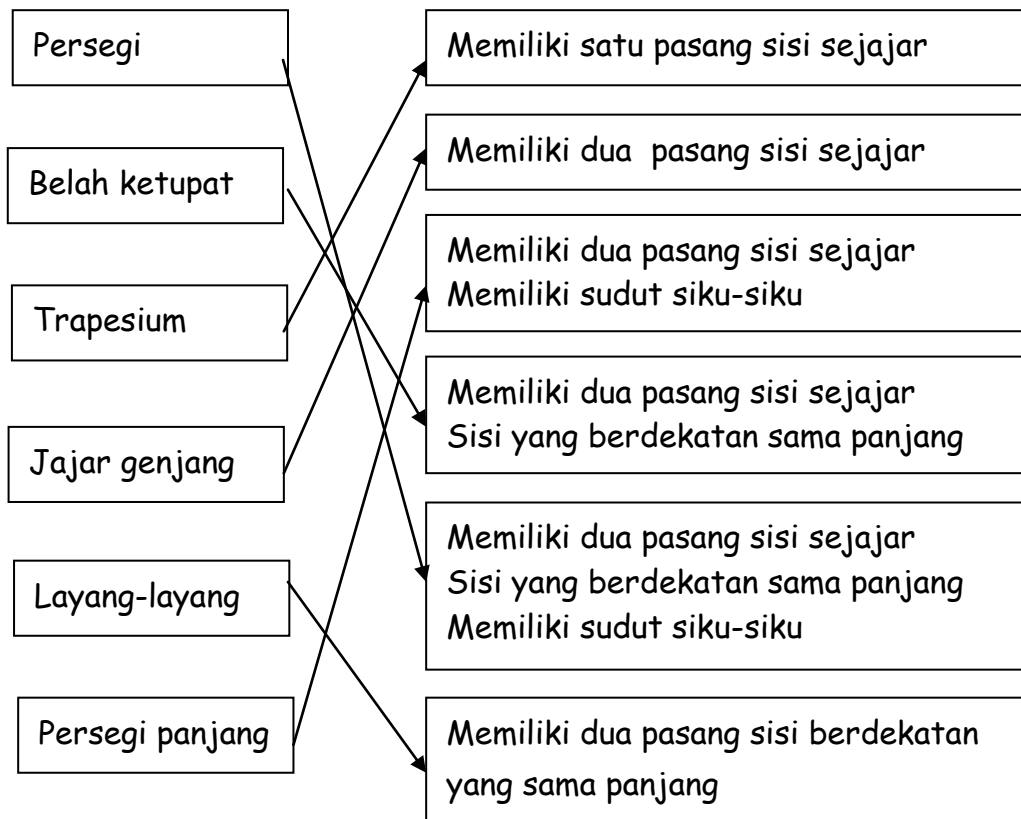 Persegi
Belah ketupat
Trapesium
Jajar genjang
Layang-layang
Persegi panjang
Memiliki satu pasang sisi sejajar
Memiliki dua pasang sisi sejajar
Memiliki dua pasang sisi sejajar
Memiliki sudut siku-siku
Memiliki dua pasang sisi sejajar
Sisi yang berdekatan sama panjang
Memiliki dua pasang sisi sejajar
Sisi yang berdekatan sama panjang
Memiliki sudut siku-siku
Memiliki dua pasang sisi berdekatan
yang sama panjang